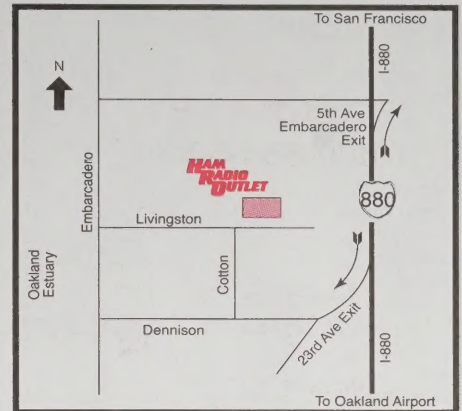 To San Francisco
I-880
N
5th Ave
Embarcadero
Exit
HAM
RADIO
OUTLET
880
Embarcadero
Livingston
Oakland
Estuary
Cotton
Dennison
23rd Ave Exit
I-880
To Oakland Airport